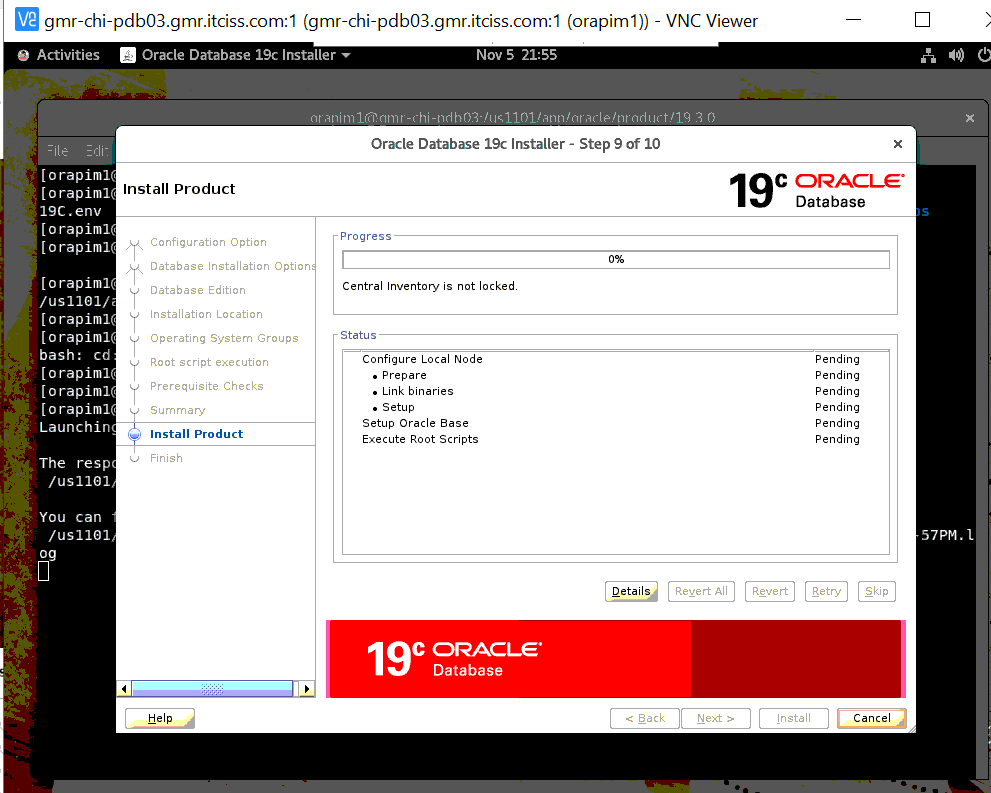 gmr-chi-pdb03.gmr.itciss.com:1 (gmr-chi-pdb03.gmr.itciss.com:1 (orapim1)) - VNC Viewer
Activities Oracle Database 19c Installer Nov 5 21:55
orapim1@gmr-chi-pdb03:/us1101/app/oracle/product/19.3.0
File Edit
Oracle Database 19c Installer - Step 9 of 10
Install Product
19c ORACLE
Database
Configuration Option
Database Installation Options
Database Edition
Installation Location
Operating System Groups
Root script execution
Prerequisite Checks
Summary
Install Product
Finish
Progress
0%
Central Inventory is not locked.
Status
Configure Local Node Pending
• Prepare Pending
• Link binaries Pending
• Setup Pending
Setup Oracle Base Pending
Execute Root Scripts Pending
Details Revert All Revert Retry Skip
19c ORACLE
Database
Help < Back Next > Install Cancel
[orapim1@
[orapim1@
19C.env
[orapim1@
[orapim1@
[orapim1@
/us1101/a
[orapim1@
[orapim1@
bash: cd:
[orapim1@
[orapim1@
[orapim1@
Launching
The respo
/us1101/
You can f
/us1101/ -57PM.l
og